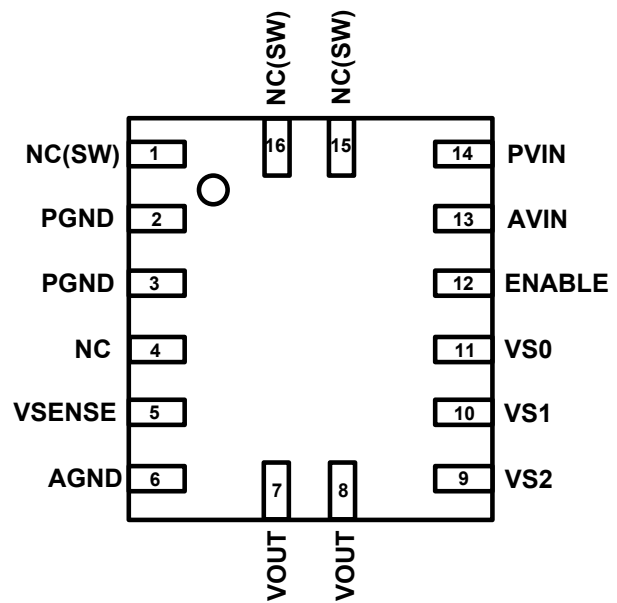 NC(SW)
NC(SW)
NC(SW) 1 16 15 14 PVIN
PGND 2 13 AVIN
PGND 3 12 ENABLE
NC 4 11 VS0
VSENSE 5 10 VS1
AGND 6 7 8 9 VS2
VOUT
VOUT